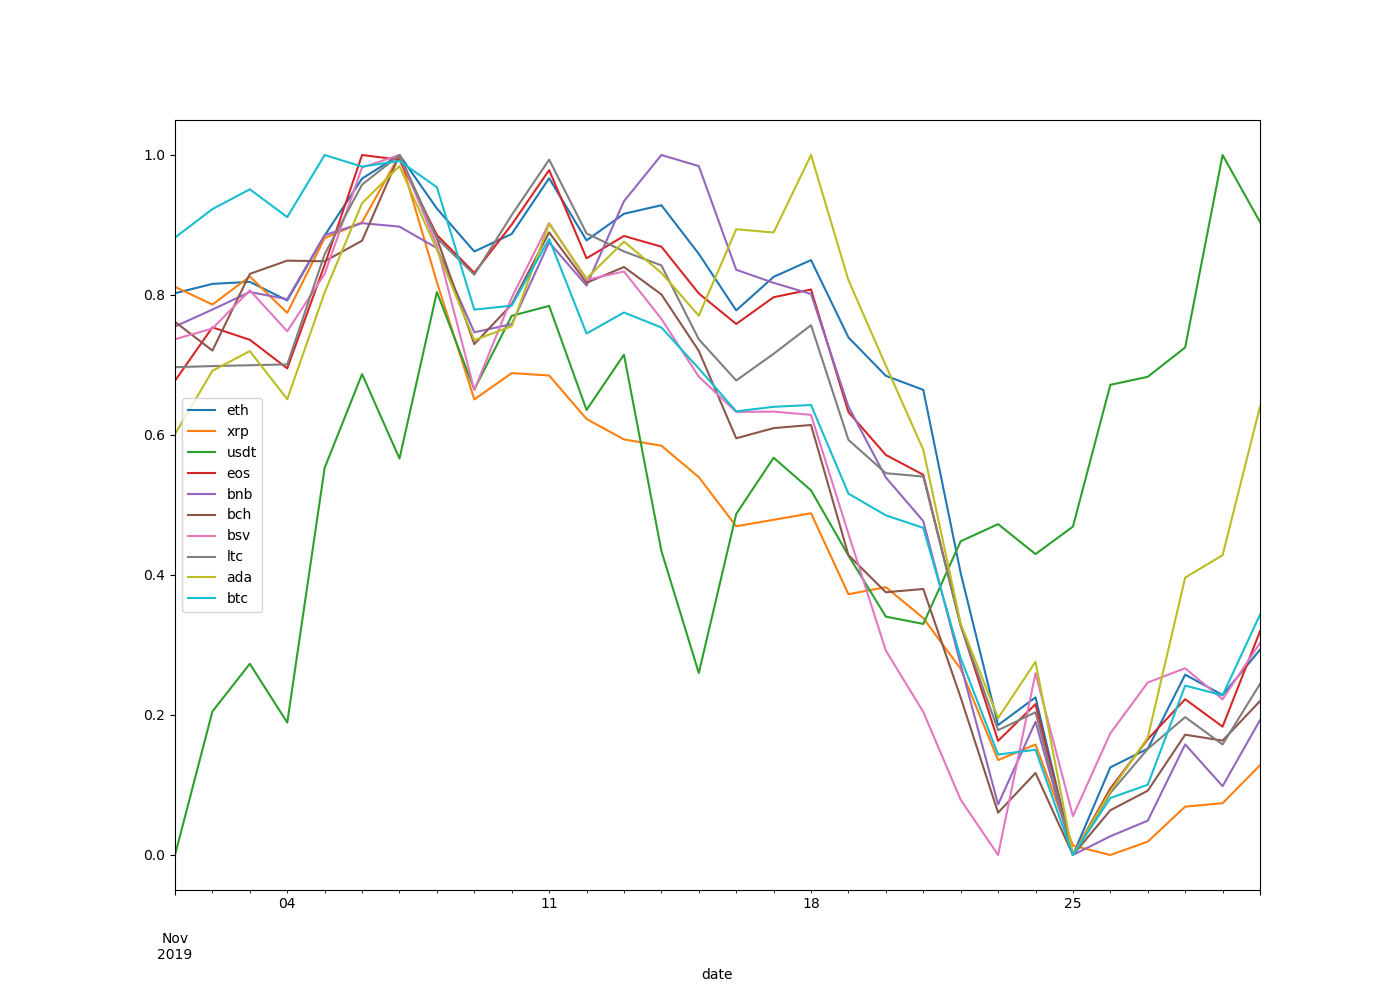 1.0
0.8
0.6
0.4
0.2
0.0
eth
xrp
usdt
eos
bnb
bch
bsv
ltc
ada
btc
04 11 18 25
Nov
2019
date